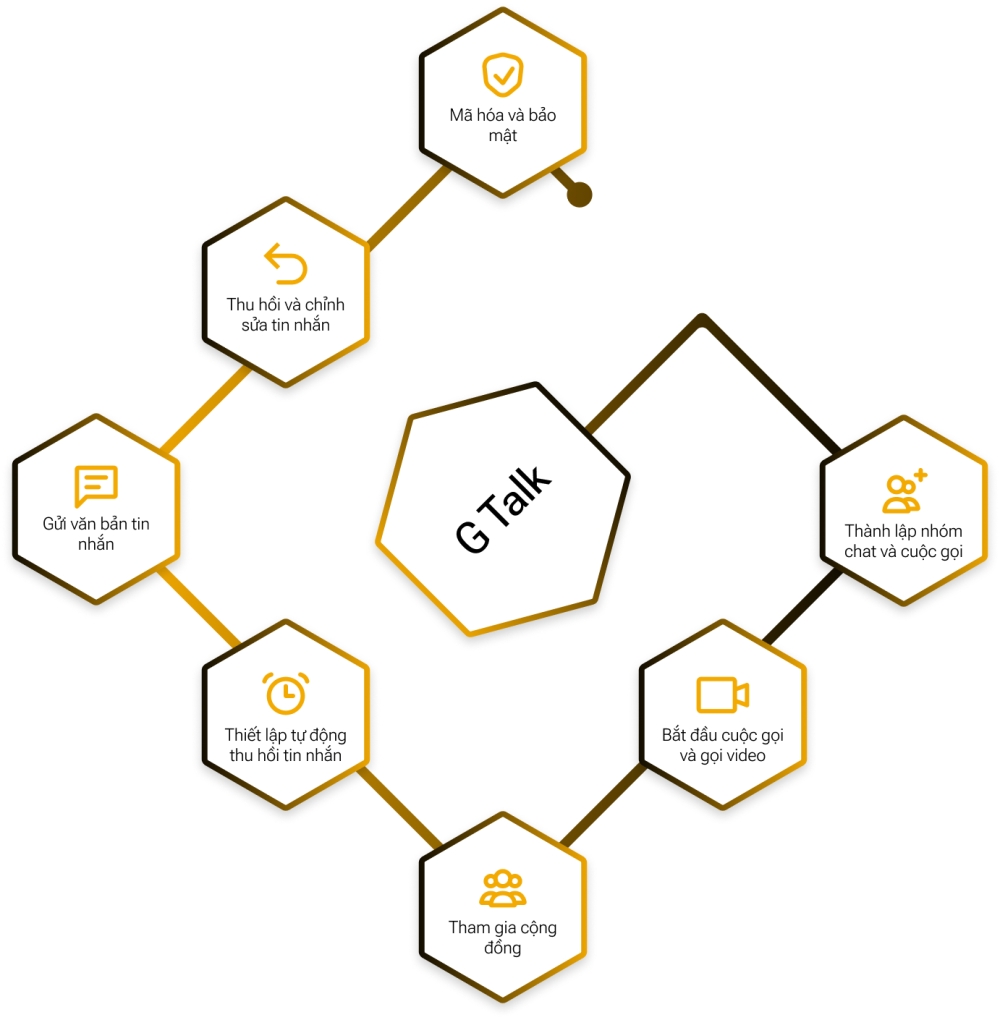 Mã hóa và bảo
mật
Thu hồi và chỉnh
sửa tin nhắn
G Talk
Gửi văn bản tin
nhắn
Thành lập nhóm
chat và cuộc gọi
Thiết lập tự động
thu hồi tin nhắn
Bắt đầu cuộc gọi
và gọi video
Tham gia cộng
đồng